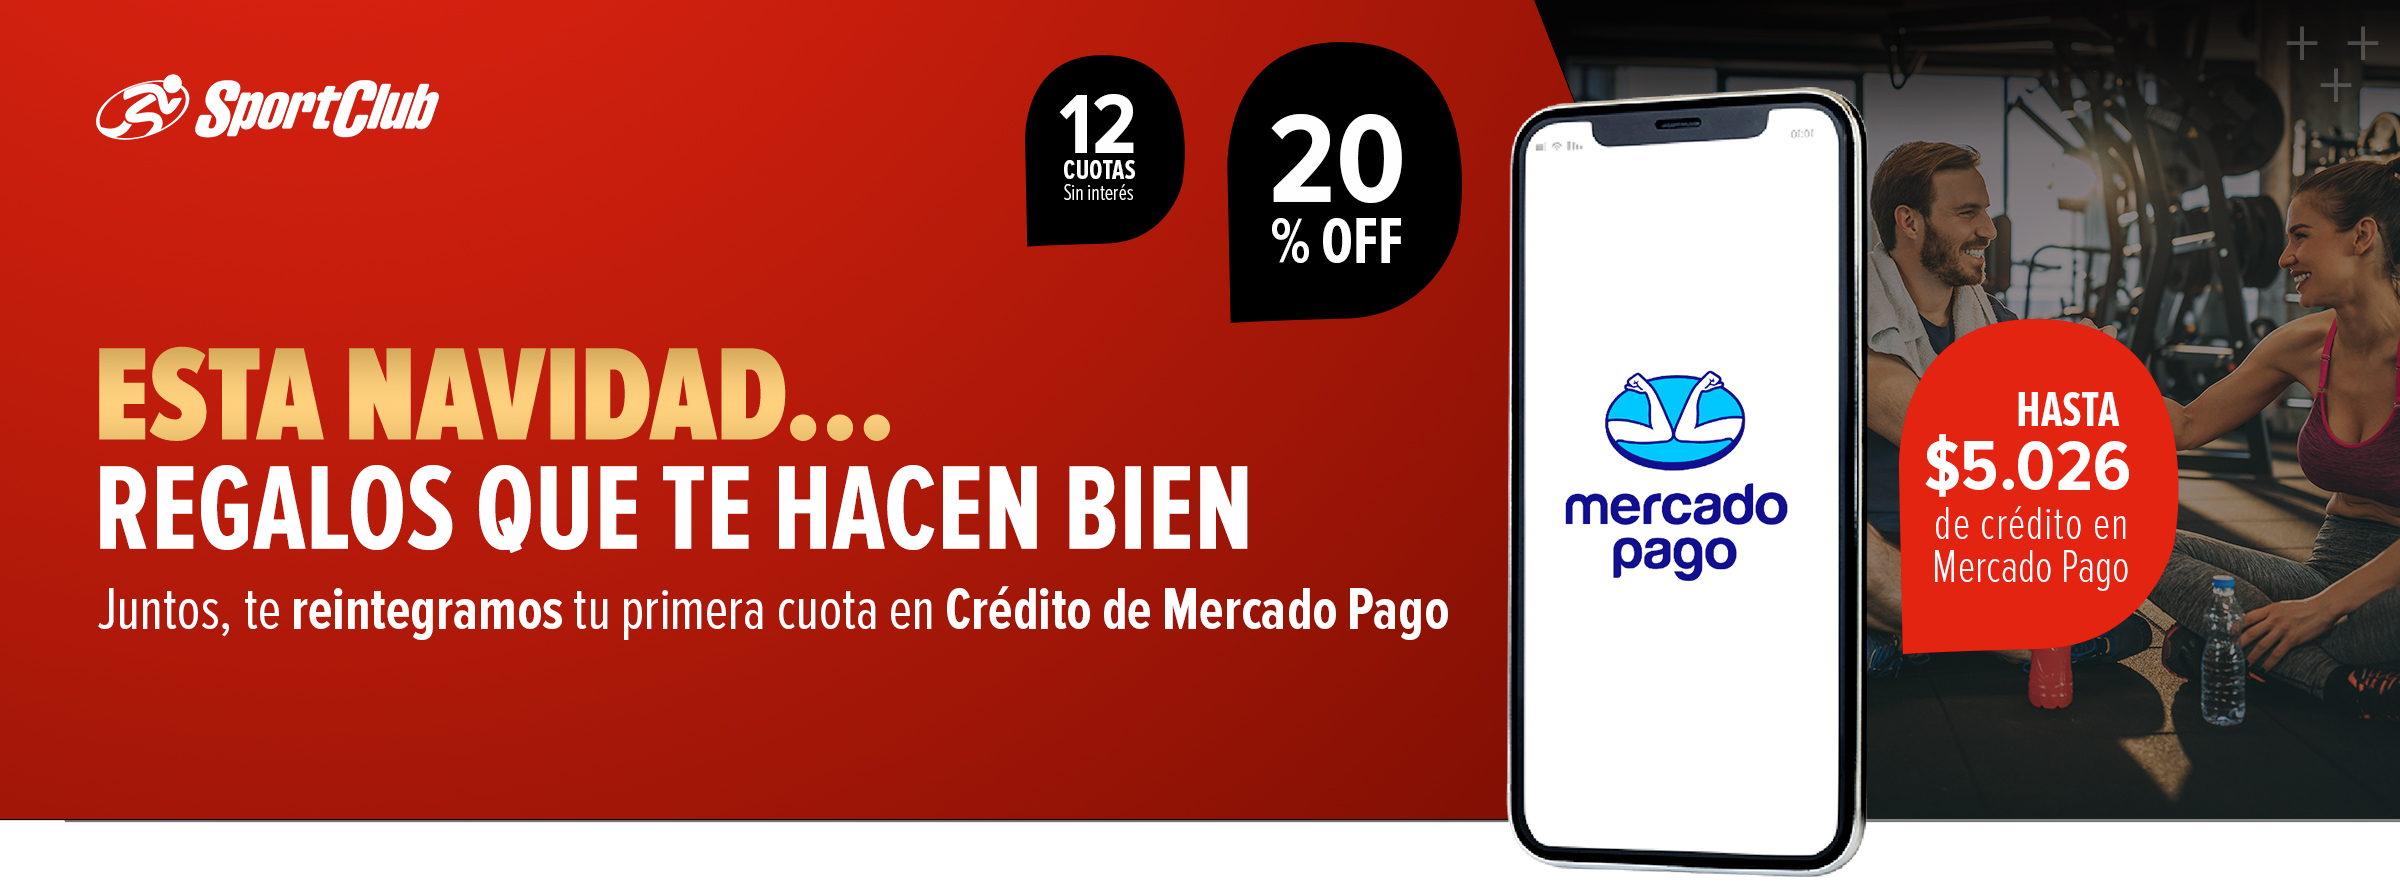 SportClub
12
CUOTAS
Sin interés
20
% OFF
ESTA NAVIDAD...
REGALOS QUE TE HACEN BIEN
Juntos, te reintegramos tu primera cuota en Crédito de Mercado Pago
mercado
pago
HASTA
$5.026
de crédito en
Mercado Pago